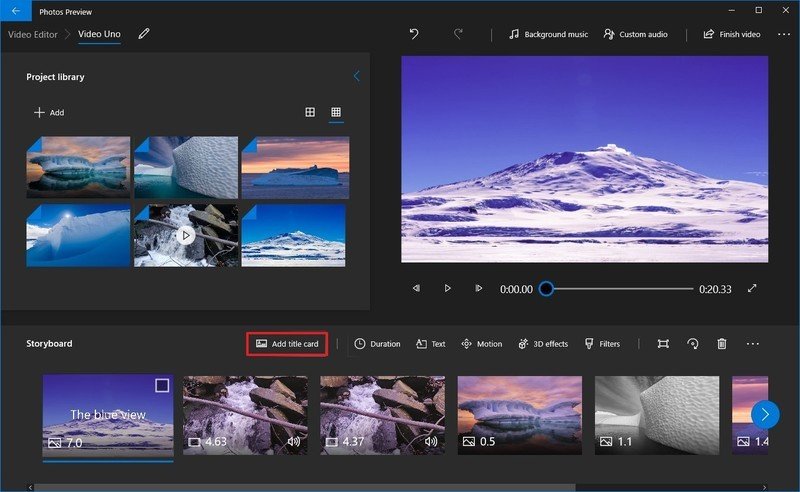 Photos Preview
Video Editor Video Uno
Background music Custom audio Finish video
Project library
Add
0:00.00 0:20.33
Storyboard Add title card Duration Text Motion 3D effects Filters
The blue view
7.0 4.63 4.37 0.5 1.1 1.4